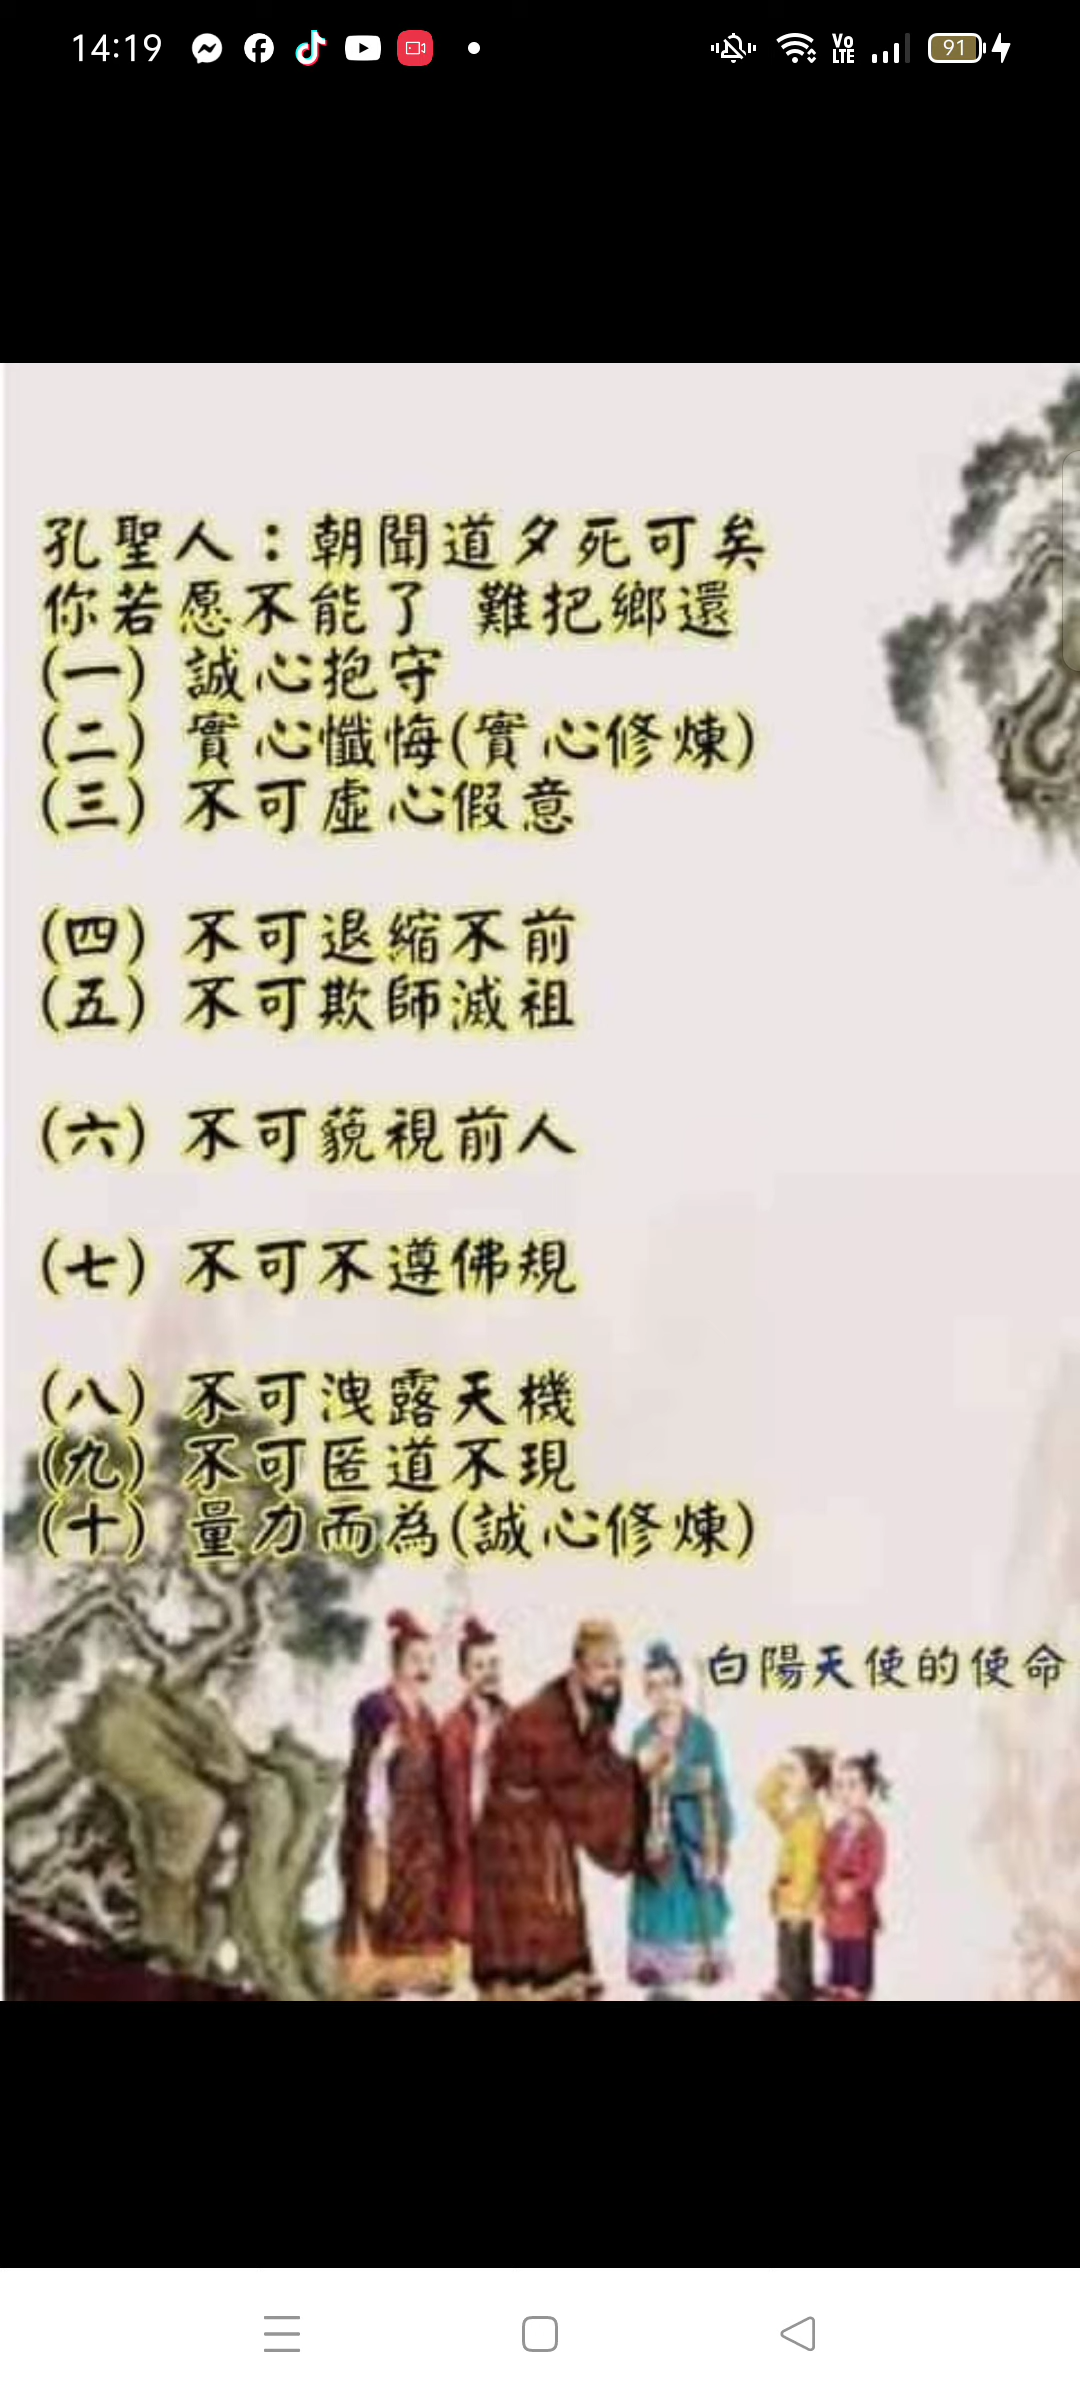 14:19
Vo LTE
91
孔聖人：朝聞道夕死可矣
你若愿不能了 難把鄉還
(一) 誠心抱守
(二) 實心懺悔(實心修煉)
(三) 不可虛心假意
(四) 不可退縮不前
(五) 不可欺師滅祖
(六) 不可藐視前人
(七) 不可不遵佛規
(八) 不可洩露天機
(九) 不可匿道不現
(十) 量力而為(誠心修煉)
白陽天使的使命